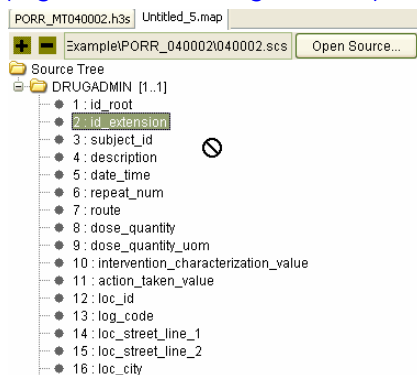 PORR_MT040002.h3s Untitled_5.map
Example\PORR_040002\040002.scs Open Source...
Source Tree
DRUGADMIN [1..1]
1 : id_root
2 : id_extension
3 : subject_id
4 : description
5 : date_time
6 : repeat_num
7 : route
8 : dose_quantity
9 : dose_quantity_uom
10 : intervention_characterization_value
11 : action_taken_value
12 : loc_id
13 : log_code
14 : loc_street_line_1
15 : loc_street_line_2
16 : loc_city